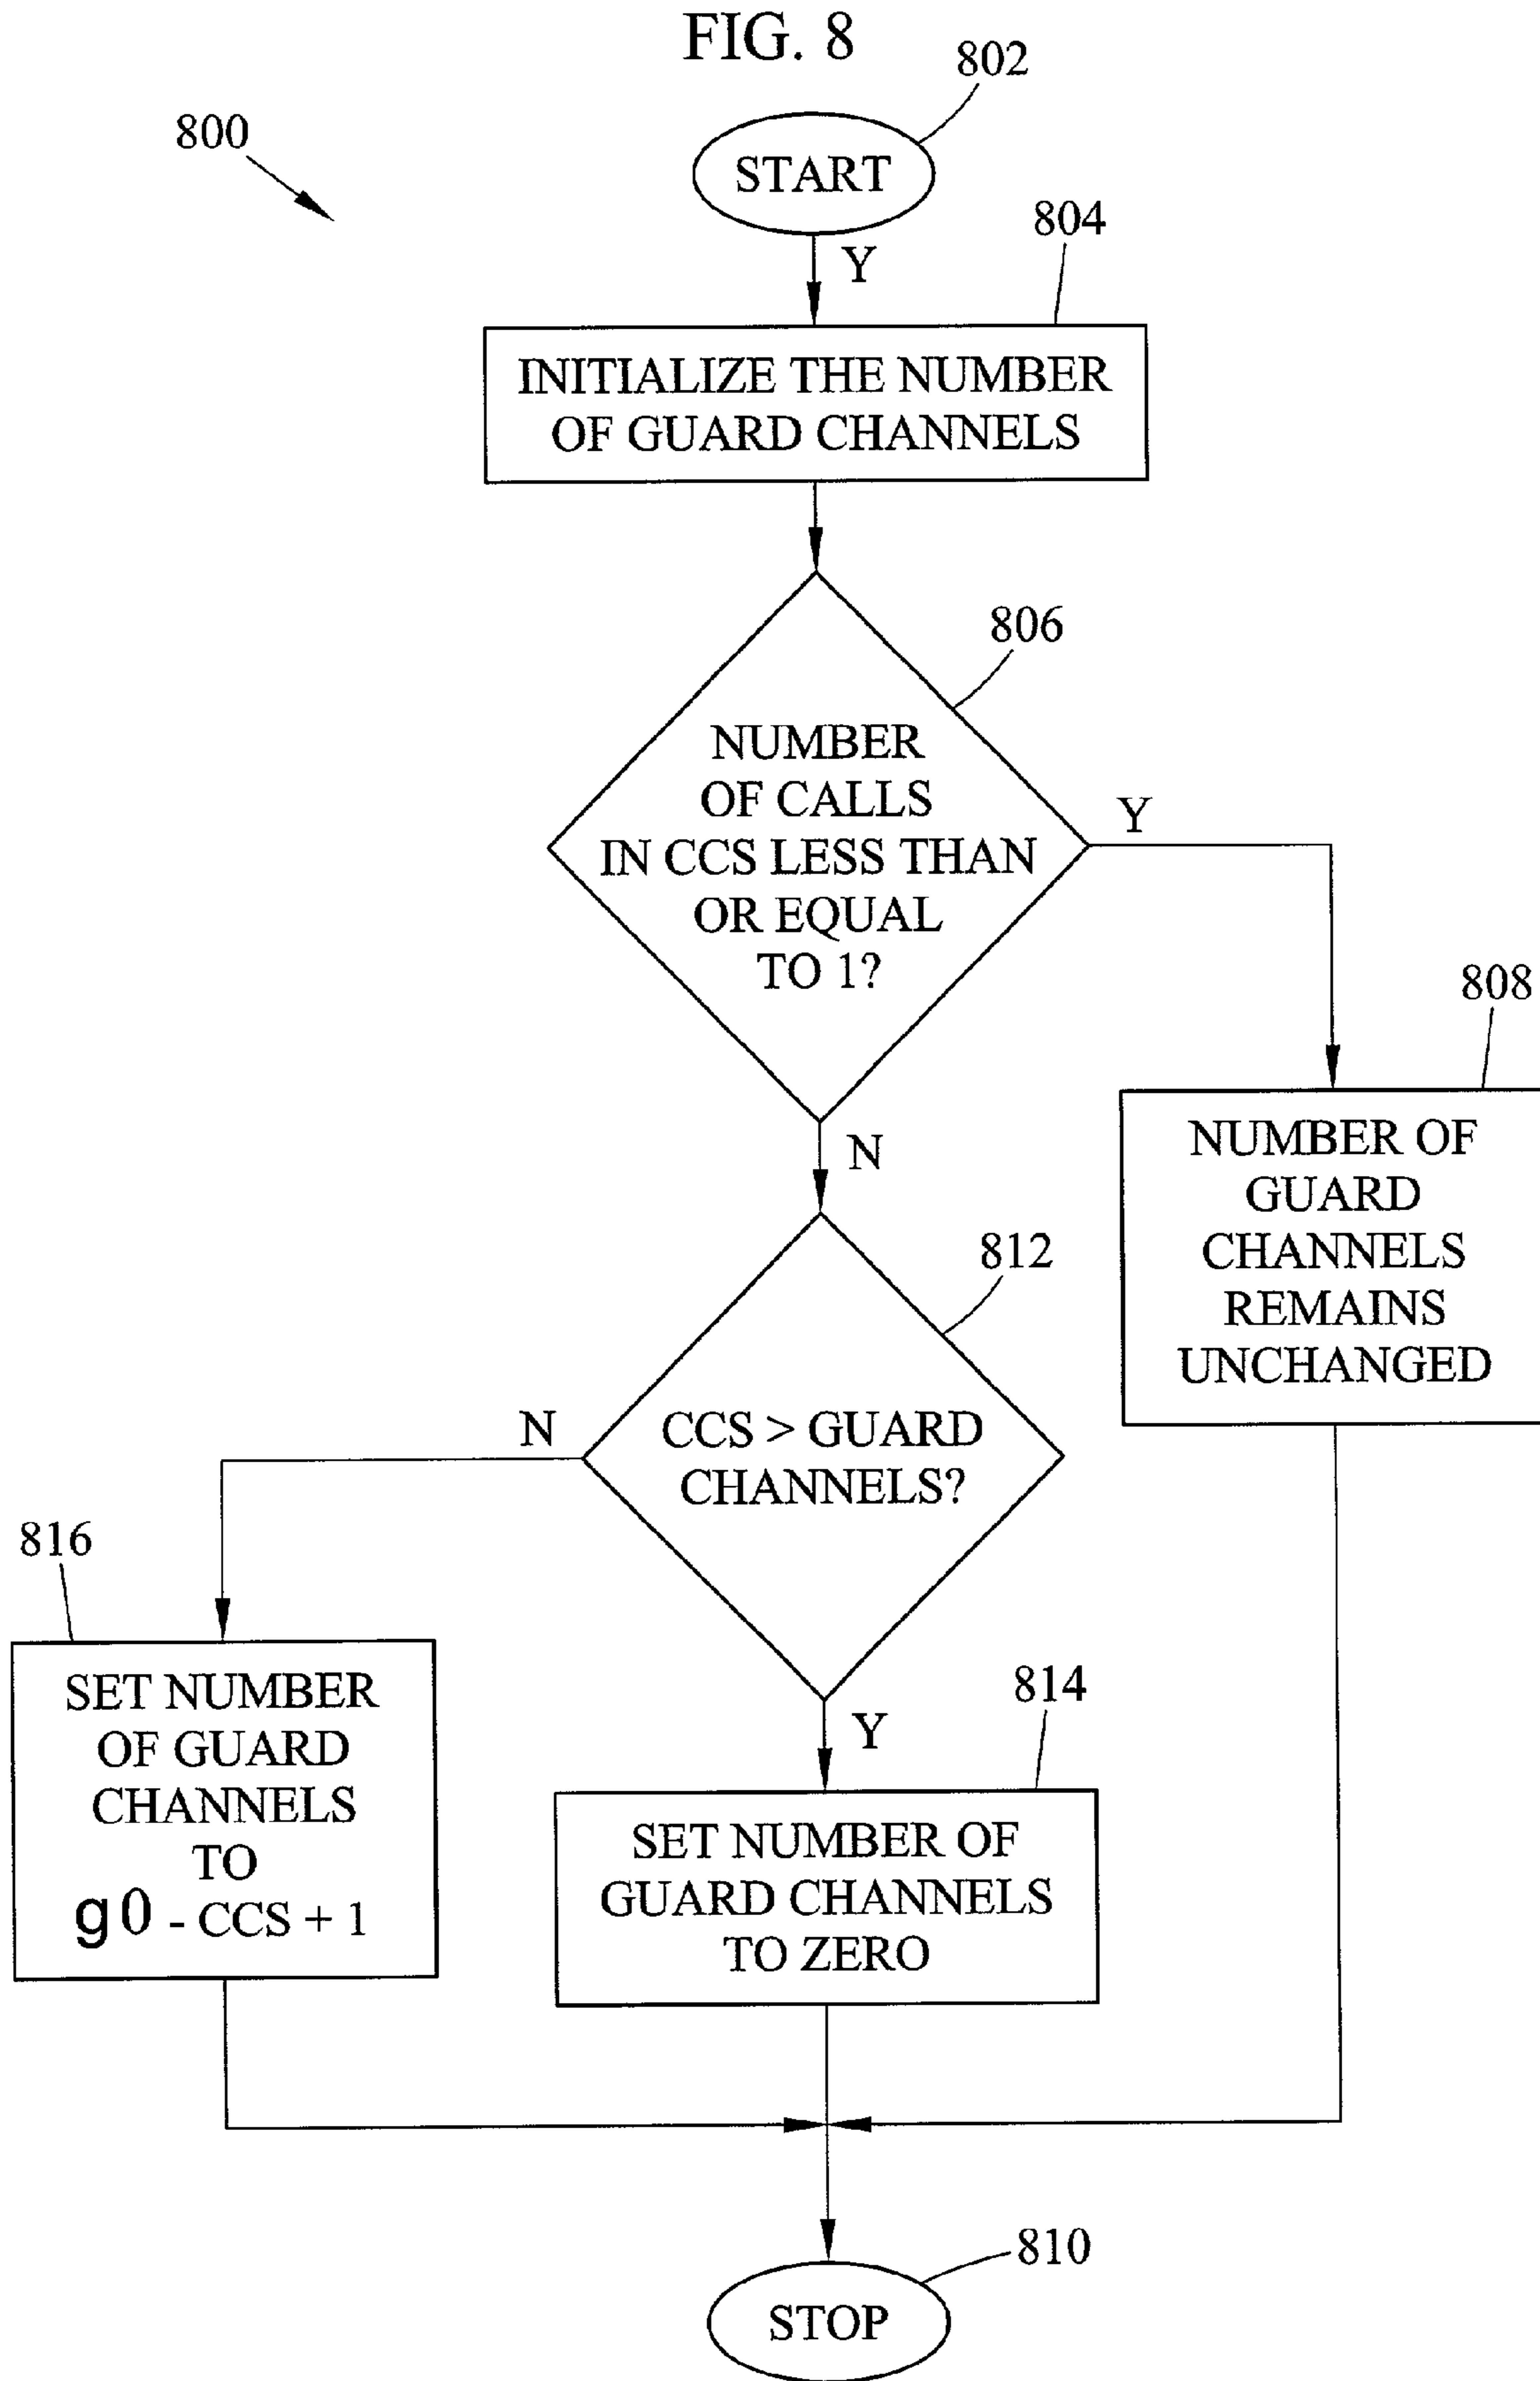 FIG. 8
802
800
START
804
Y
INITIALIZE THE NUMBER
OF GUARD CHANNELS
806
NUMBER
OF CALLS
IN CCS LESS THAN
OR EQUAL
TO 1?
Y
808
NUMBER OF
GUARD
CHANNELS
REMAINS
UNCHANGED
N
812
CCS > GUARD
CHANNELS?
N
816
SET NUMBER
OF GUARD
CHANNELS
TO
g0 - CCS + 1
Y
814
SET NUMBER OF
GUARD CHANNELS
TO ZERO
810
STOP